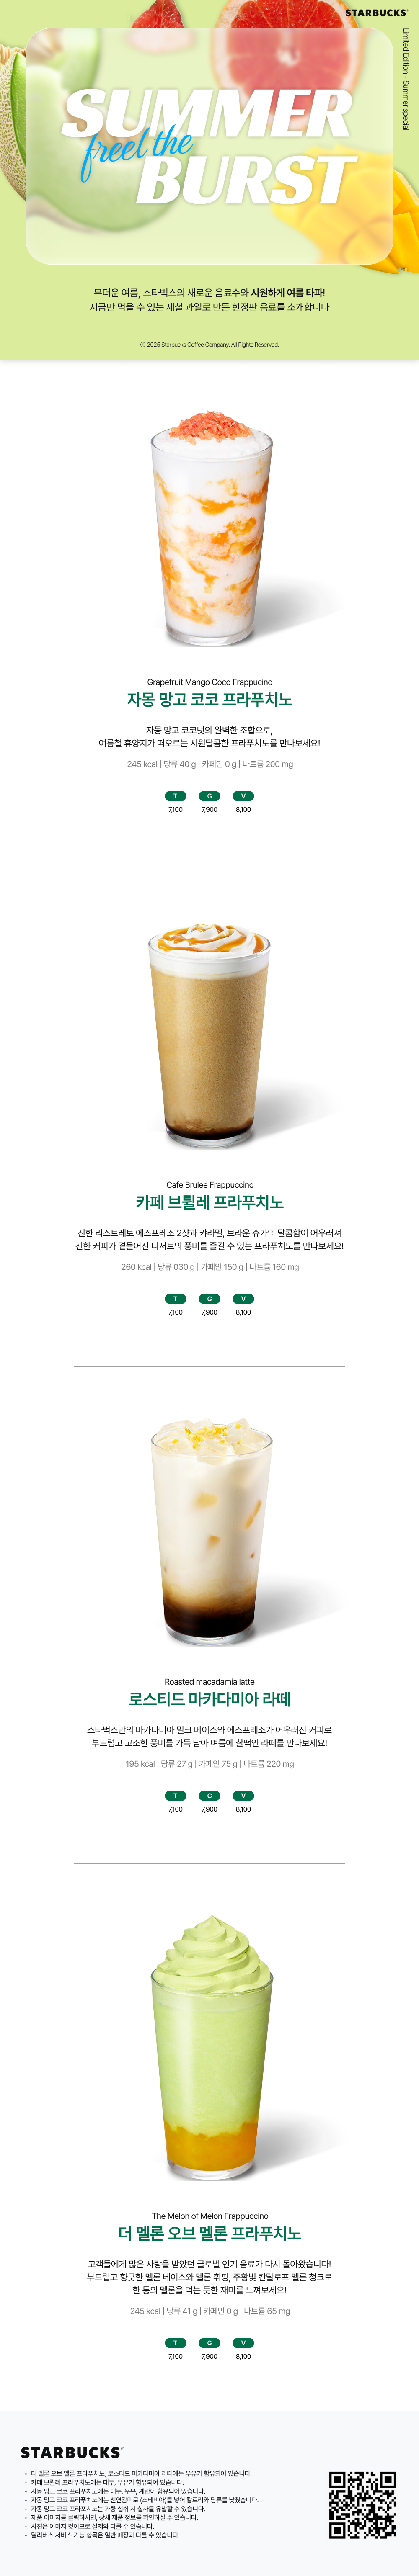 STARBUCKS
Limited Edition - Summer special
SUMMER
freel the
BURST
무더운 여름, 스타벅스의 새로운 음료수와 시원하게 여름 타파!
지금만 먹을 수 있는 제철 과일로 만든 한정판 음료를 소개합니다
© 2025 Starbucks Coffee Company. All Rights Reserved.
Grapefruit Mango Coco Frappucino
자몽 망고 코코 프라푸치노
자몽 망고 코코넛의 완벽한 조합으로,
여름철 휴양지가 떠오르는 시원달콤한 프라푸치노를 만나보세요!
245 kcal | 당류 40 g | 카페인 0 g | 나트륨 200 mg
T G V
7,100 7,900 8,100
Cafe Brulee Frappuccino
카페 브륄레 프라푸치노
진한 리스트레토 에스프레소 2샷과 캬라멜, 브라운 슈가의 달콤함이 어우러져
진한 커피가 곁들어진 디저트의 풍미를 즐길 수 있는 프라푸치노를 만나보세요!
260 kcal | 당류 030 g | 카페인 150 g | 나트륨 160 mg
T G V
7,100 7,900 8,100
Roasted macadamia latte
로스티드 마카다미아 라떼
스타벅스만의 마카다미아 밀크 베이스와 에스프레소가 어우러진 커피로
부드럽고 고소한 풍미를 가득 담아 여름에 찰떡인 라떼를 만나보세요!
195 kcal | 당류 27 g | 카페인 75 g | 나트륨 220 mg
T G V
7,100 7,900 8,100
The Melon of Melon Frappuccino
더 멜론 오브 멜론 프라푸치노
고객들에게 많은 사랑을 받았던 글로벌 인기 음료가 다시 돌아왔습니다!
부드럽고 향긋한 멜론 베이스와 멜론 휘핑, 주황빛 칸달로프 멜론 청크로
한 통의 멜론을 먹는 듯한 재미를 느껴보세요!
245 kcal | 당류 41 g | 카페인 0 g | 나트륨 65 mg
T G V
7,100 7,900 8,100
STARBUCKS
• 더 멜론 오브 멜론 프라푸치노, 로스티드 마카다미아 라떼에는 우유가 함유되어 있습니다.
• 카페 브륄레 프라푸치노에는 대두, 우유가 함유되어 있습니다.
• 자몽 망고 코코 프라푸치노에는 대두, 우유, 계란이 함유되어 있습니다.
• 자몽 망고 코코 프라푸치노에는 천연감미료 (스테비아)를 넣어 칼로리와 당류를 낮췄습니다.
• 자몽 망고 코코 프라푸치노는 과량 섭취 시 설사를 유발할 수 있습니다.
• 제품 이미지를 클릭하시면, 상세 제품 정보를 확인하실 수 있습니다.
• 사진은 이미지 컷이므로 실제와 다를 수 있습니다.
• 딜리버스 서비스 가능 항목은 일반 매장과 다를 수 있습니다.